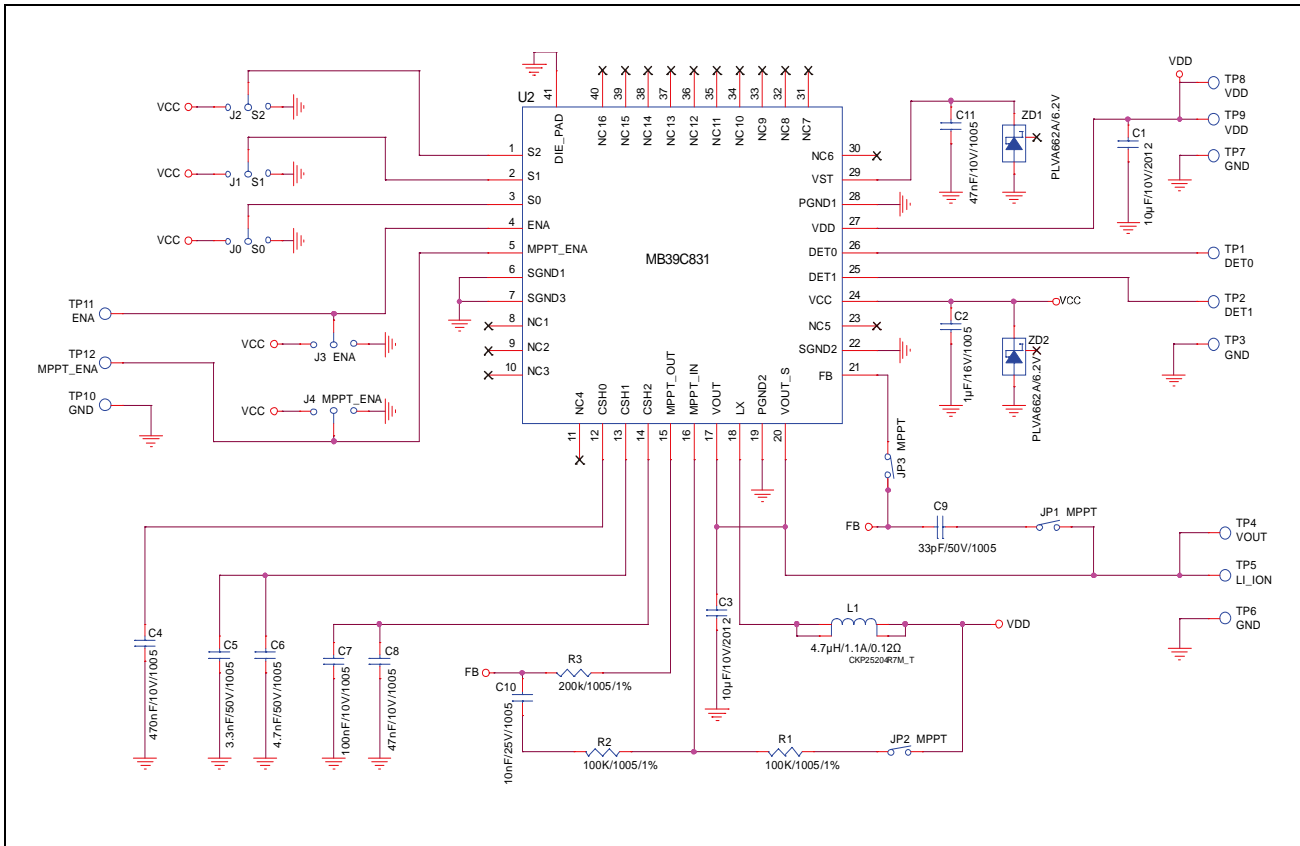 U2
MB39C831
41
DIE_PAD
40
39
38
37
36
35
34
33
32
31
NC16
NC15
NC14
NC13
NC12
NC11
NC10
NC9
NC8
NC7
1
S2
2
S1
3
S0
4
ENA
5
MPPT_ENA
6
SGND1
7
SGND3
8
NC1
9
NC2
10
NC3
11
NC4
12
CSH0
13
CSH1
14
CSH2
15
MPPT_OUT
16
MPPT_IN
17
VOUT
18
LX
19
PGND2
20
VOUT_S
30
NC6
29
VST
28
PGND1
27
VDD
26
DET0
25
DET1
24
VCC
23
NC5
22
SGND2
21
FB
VCC
J2
S2
VCC
J1
S1
VCC
J0
S0
TP11
ENA
VCC
J3 ENA
TP12
MPPT_ENA
VCC
J4 MPPT_ENA
TP10
GND
C11
47nF/10V/1005
ZD1
PLVA662A/6.2V
C1
10µF/10V/2012
VDD
TP8
VDD
TP9
VDD
TP7
GND
TP1
DET0
TP2
DET1
TP3
GND
VCC
C2
1µF/16V/1005
ZD2
PLVA662A/6.2V
JP3 MPPT
FB
C9
33pF/50V/1005
JP1 MPPT
TP4
VOUT
TP5
LI_ION
TP6
GND
C4
470nF/10V/1005
C5
3.3nF/50V/1005
C6
4.7nF/50V/1005
C7
100nF/10V/1005
C8
47nF/10V/1005
C3
10µF/10V/2012
L1
4.7µH/1.1A/0.12Ω
CKP25204R7M_T
VDD
FB
C10
10nF/25V/1005
R3
200k/1005/1%
R2
100K/1005/1%
R1
100K/1005/1%
JP2 MPPT